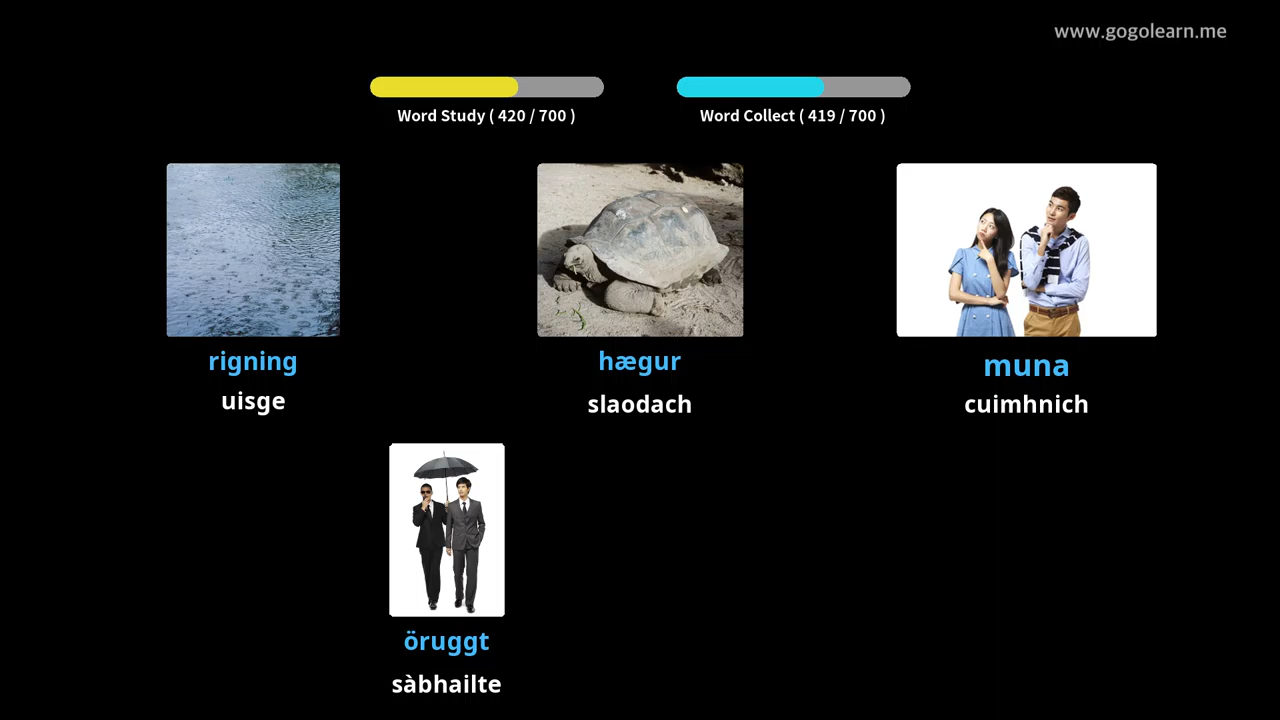 www.gogolearn.me
Word Study ( 420 / 700 )
Word Collect ( 419 / 700 )
rigning
uisge
hægur
slaodach
muna
cuimhnich
öruggt
sàbhailte